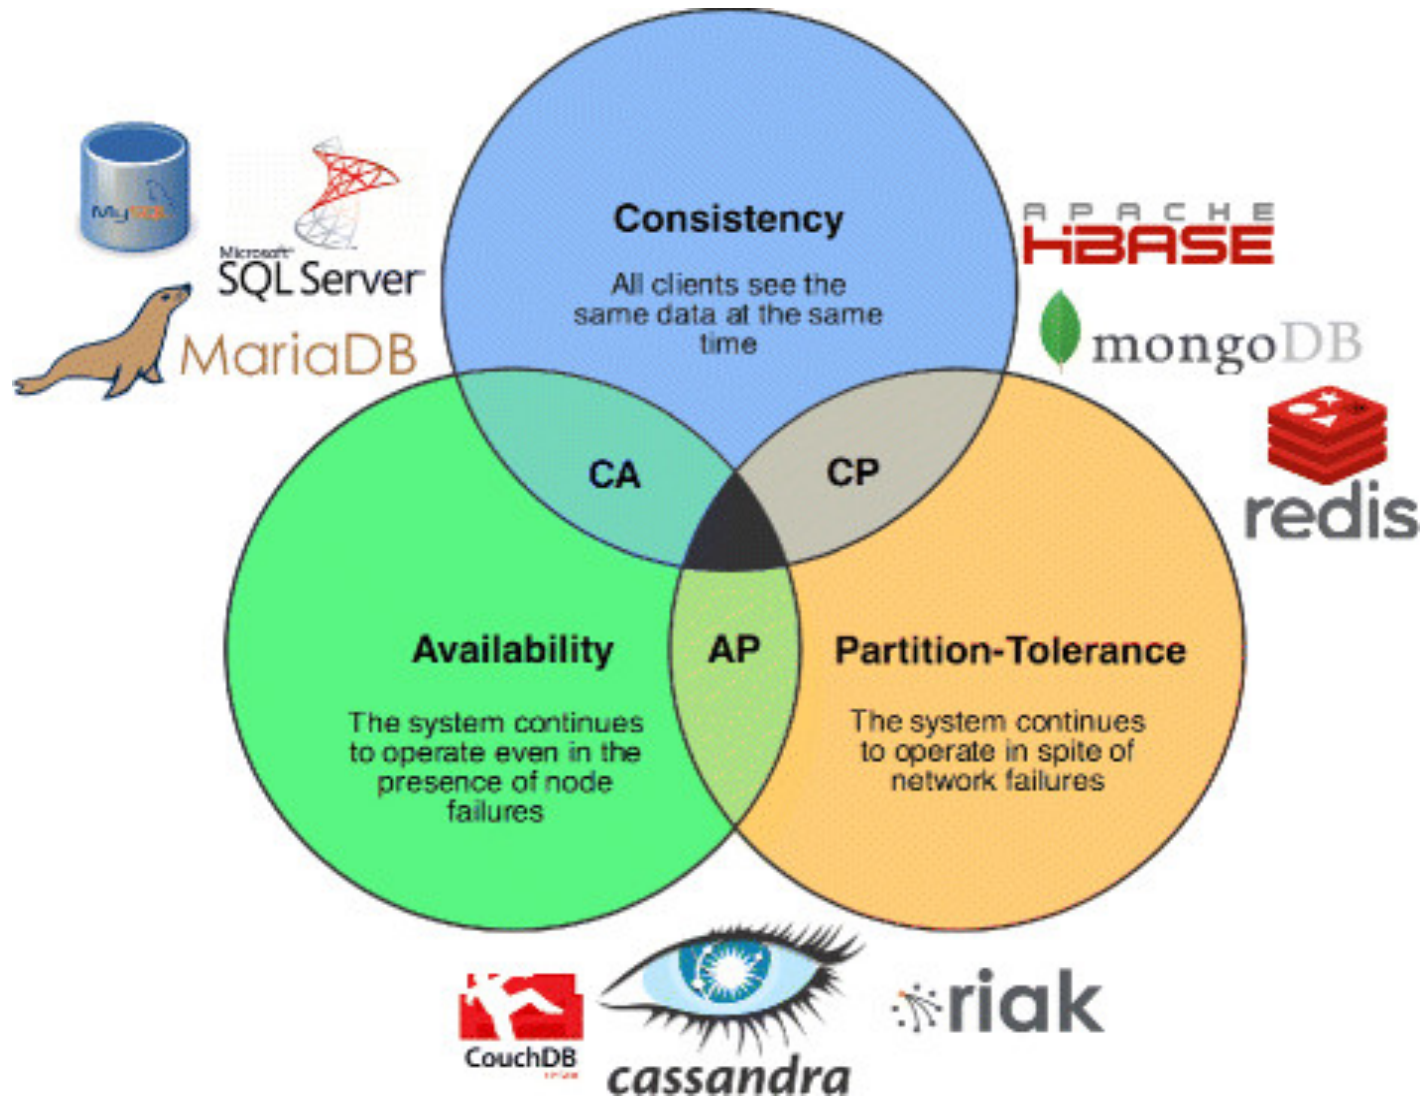 MySQL
Microsoft
SQL Server
MariaDB
Consistency
All clients see the
same data at the same
time
APACHE
HBASE
mongoDB
redis
CA
CP
Availability
The system continues
to operate even in the
presence of node
failures
AP
Partition-Tolerance
The system continues
to operate in spite of
network failures
CouchDB
cassandra
riak